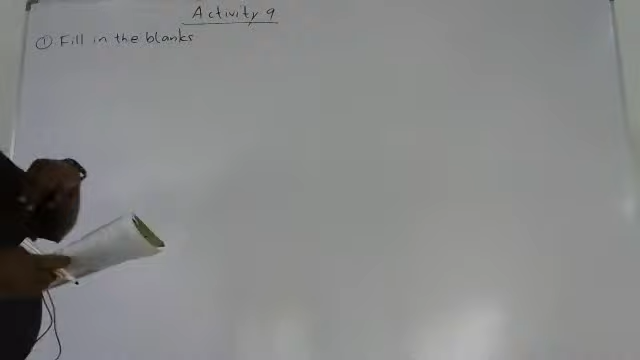 Activity 9
① Fill in the blanks